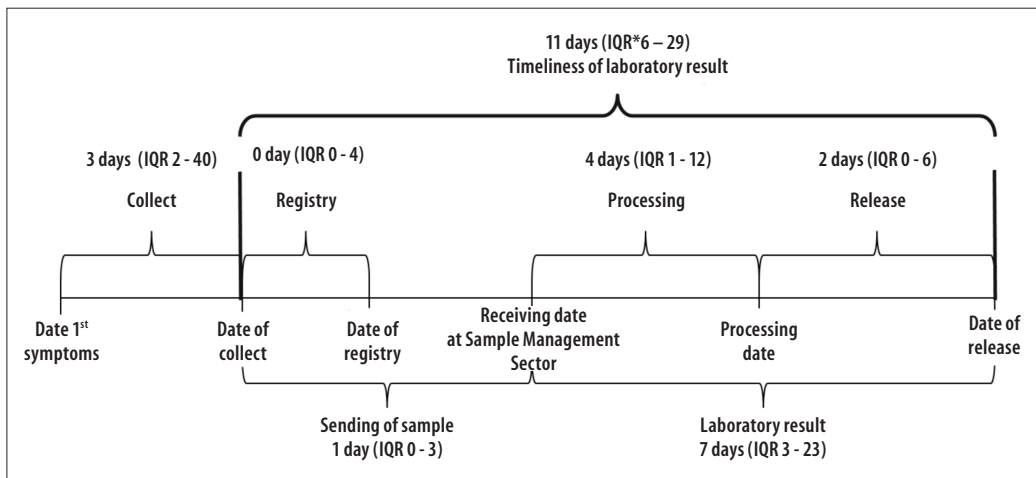 11 days (IQR*6 – 29)
Timeliness of laboratory result
3 days (IQR 2 - 40)
Collect
0 day (IQR 0 - 4)
Registry
4 days (IQR 1 - 12)
Processing
2 days (IQR 0 - 6)
Release
Date 1st
symptoms
Date of
collect
Date of
registry
Receiving date
at Sample Management
Sector
Processing
date
Date of
release
Sending of sample
1 day (IQR 0 - 3)
Laboratory result
7 days (IQR 3 - 23)